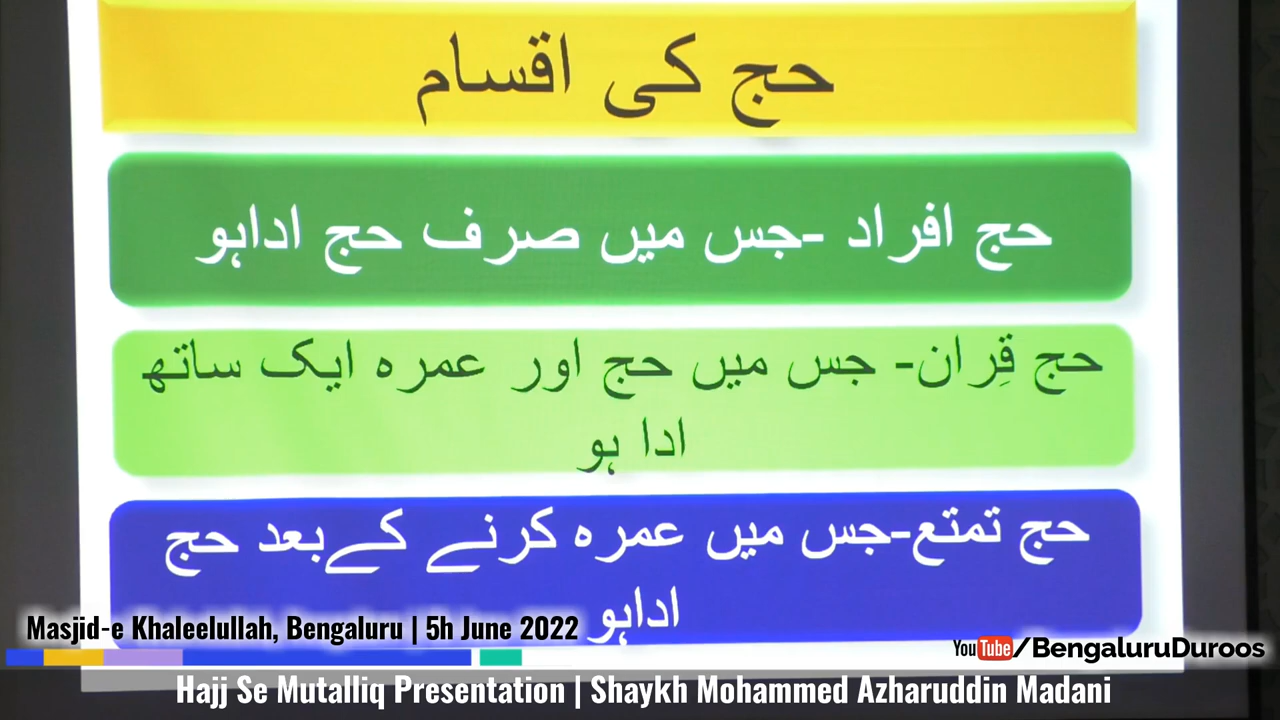 حج کی اقسام
حج افراد -جس میں صرف حج اداہو
حج قِران- جس میں حج اور عمرہ ایک ساتھ
ادا ہو
حج تمتع-جس میں عمرہ کرنے کےبعد حج
اداہو
Masjid-e Khaleelullah, Bengaluru | 5h June 2022
YouTube/BengaluruDuroos
Hajj Se Mutalliq Presentation | Shaykh Mohammed Azharuddin Madani